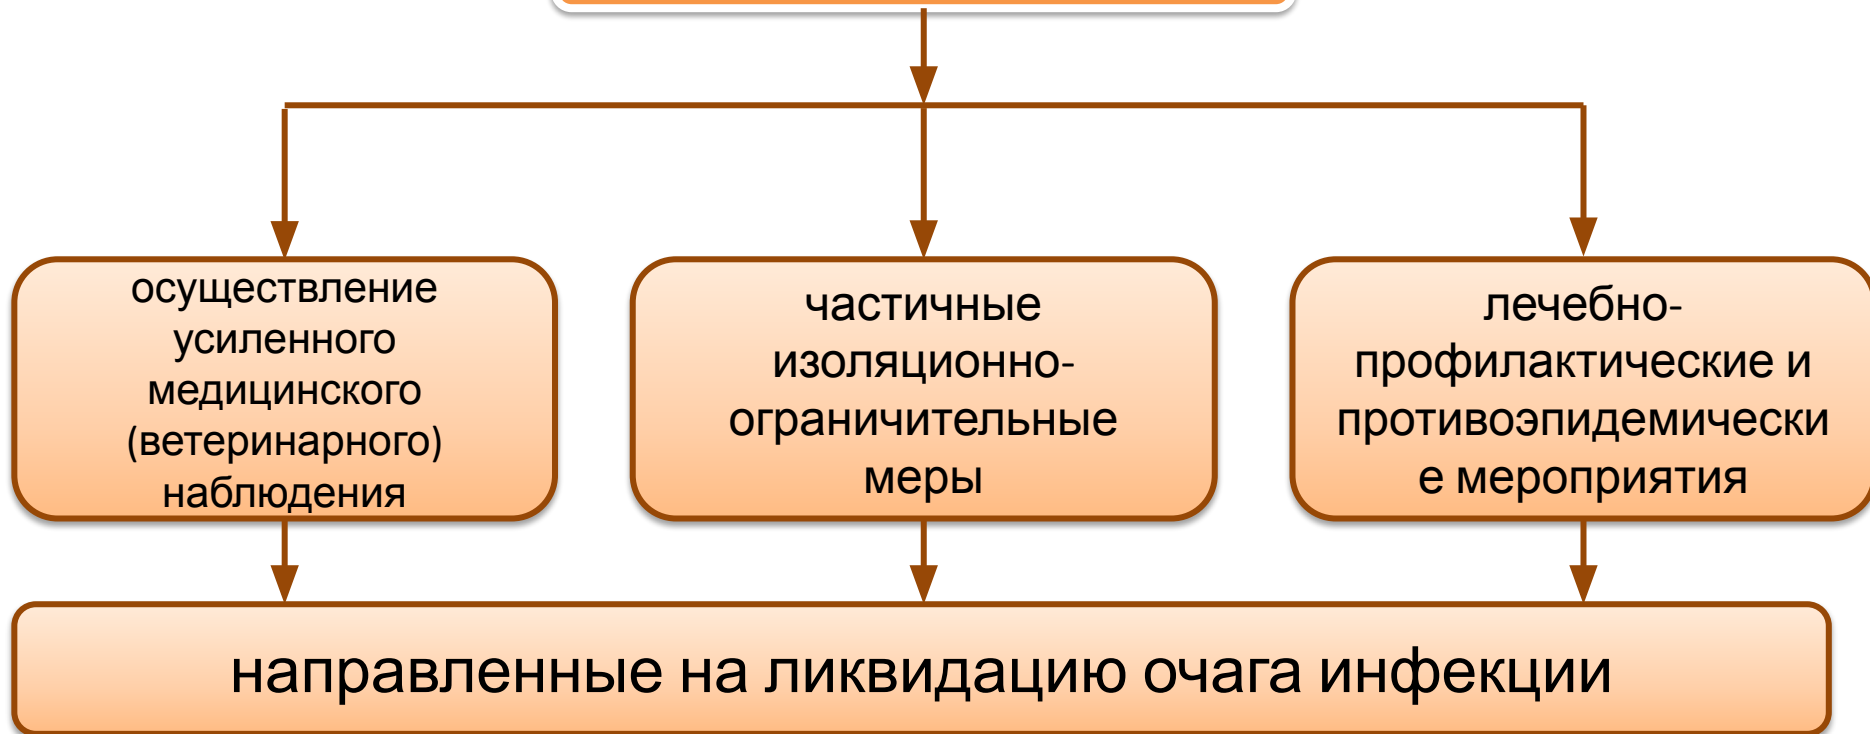 осуществление
усиленного
медицинского
(ветеринарного)
наблюдения
частичные
изоляционно-
ограничительные
меры
лечебно-
профилактические и
противоэпидемически
е мероприятия
направленные на ликвидацию очага инфекции